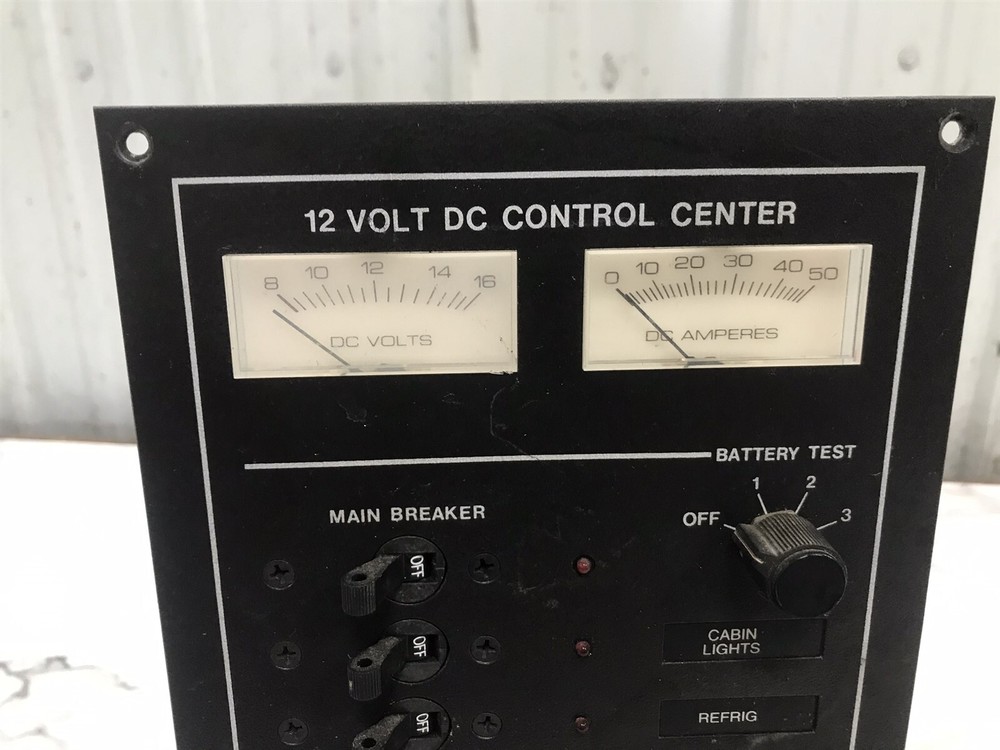 12 VOLT DC CONTROL CENTER
8 10 12 14 16
DC VOLTS
0 10 20 30 40 50
DC AMPERES
BATTERY TEST
MAIN BREAKER
OFF 1 2 3
OFF
OFF
CABIN
LIGHTS
OFF
REFRIG